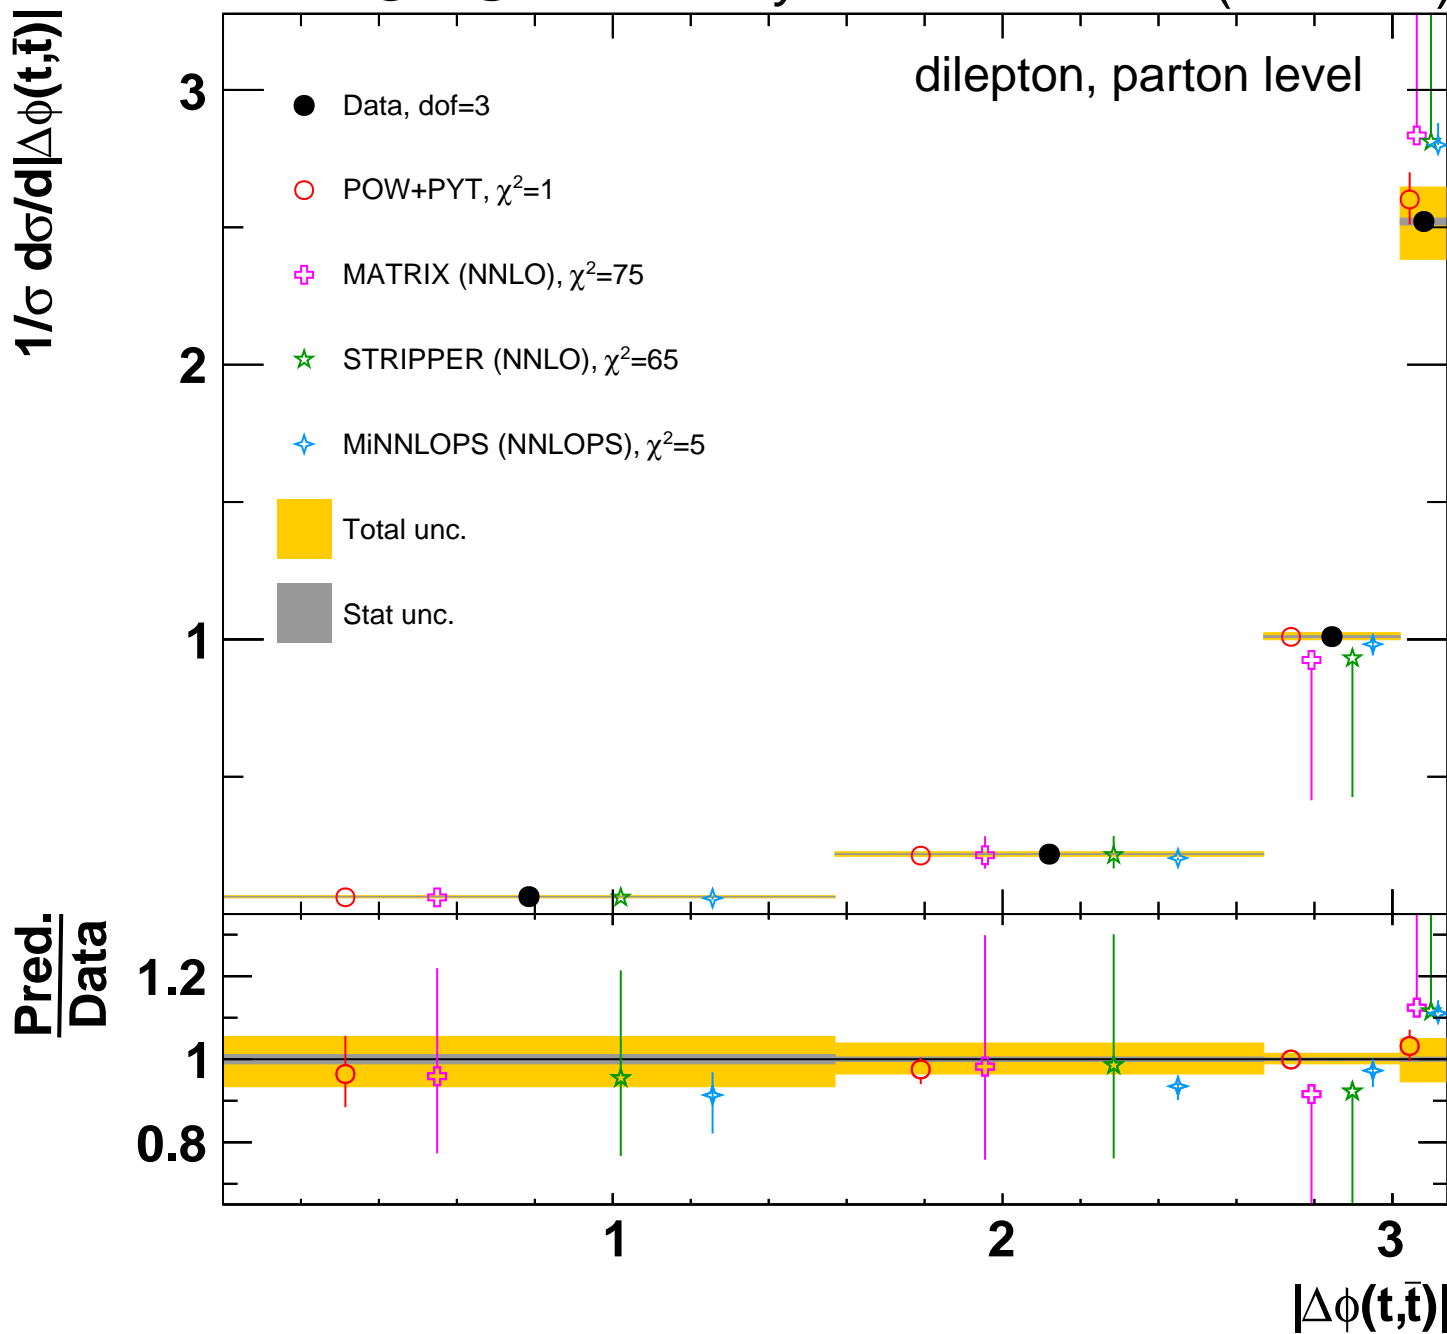 dilepton, parton level
1/σ dσ/d|Δϕ(t,t̄)|
3
2
1
Data, dof=3
POW+PYT, χ²=1
MATRIX (NNLO), χ²=75
STRIPPER (NNLO), χ²=65
MiNNLOPS (NNLOPS), χ²=5
Total unc.
Stat unc.
Pred.
Data
1.2
1
0.8
1
2
3
|Δϕ(t,t̄)|